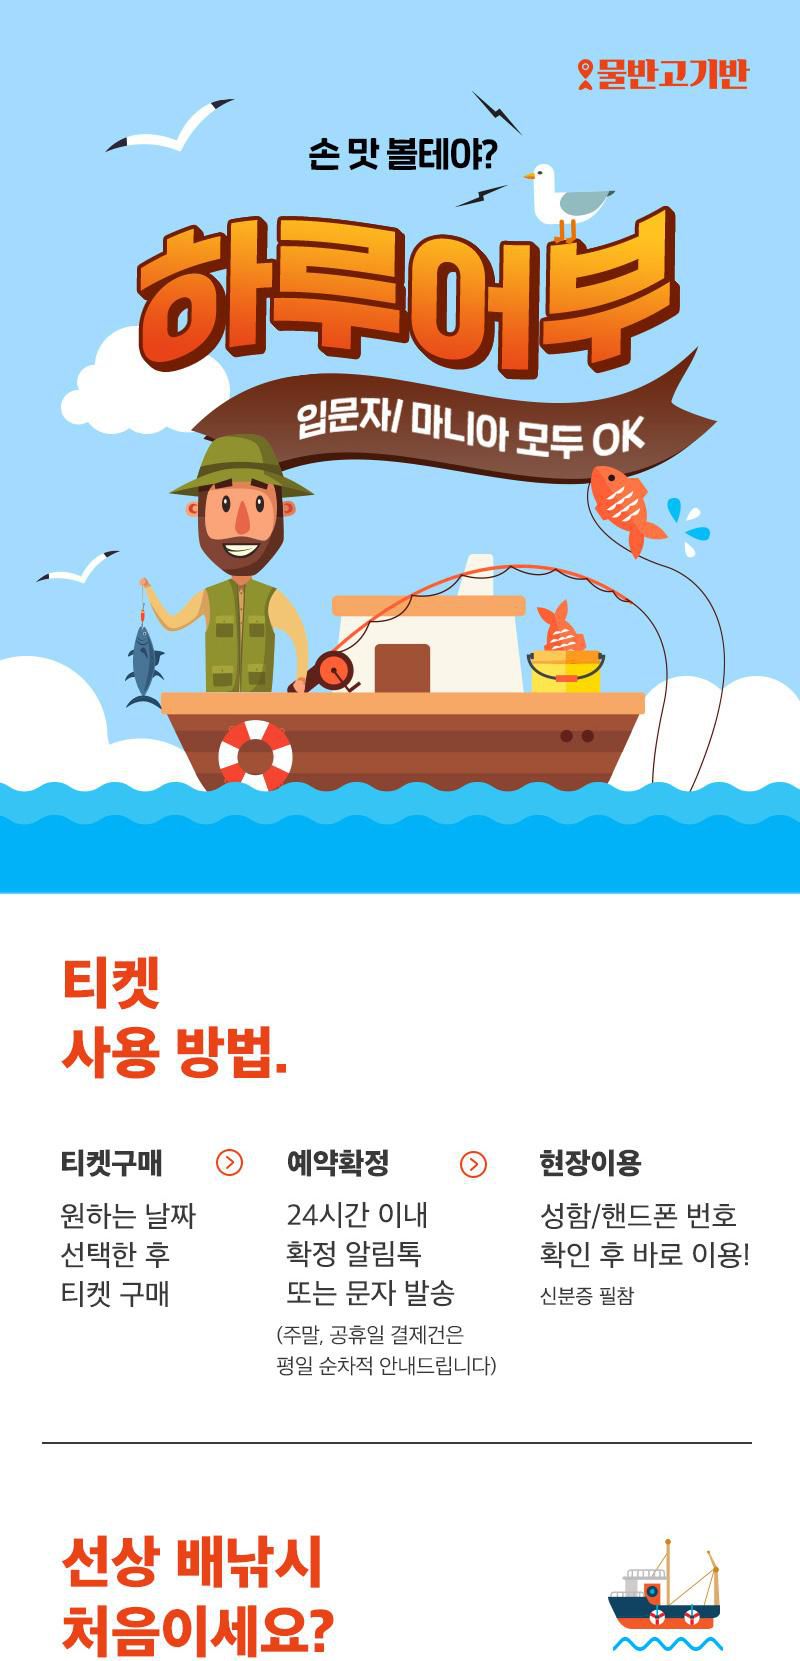 물반고기반
손 맛 볼테야?
하루어부
입문자/ 마니아 모두 OK
티켓
사용 방법.
티켓구매
원하는 날짜
선택한 후
티켓 구매
예약확정
24시간 이내
확정 알림톡
또는 문자 발송
(주말, 공휴일 결제건은
평일 순차적 안내드립니다)
현장이용
성함/핸드폰 번호
확인 후 바로 이용!
신분증 필참
선상 배낚시
처음이세요?